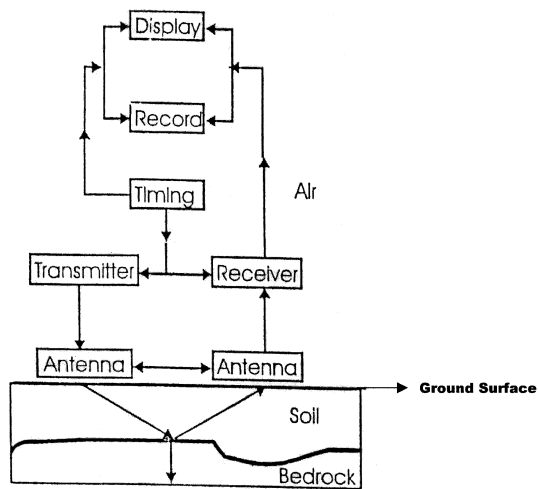 Display
Record
Timing
Air
Transmitter
Receiver
Antenna
Antenna
Ground Surface
Soil
Bedrock